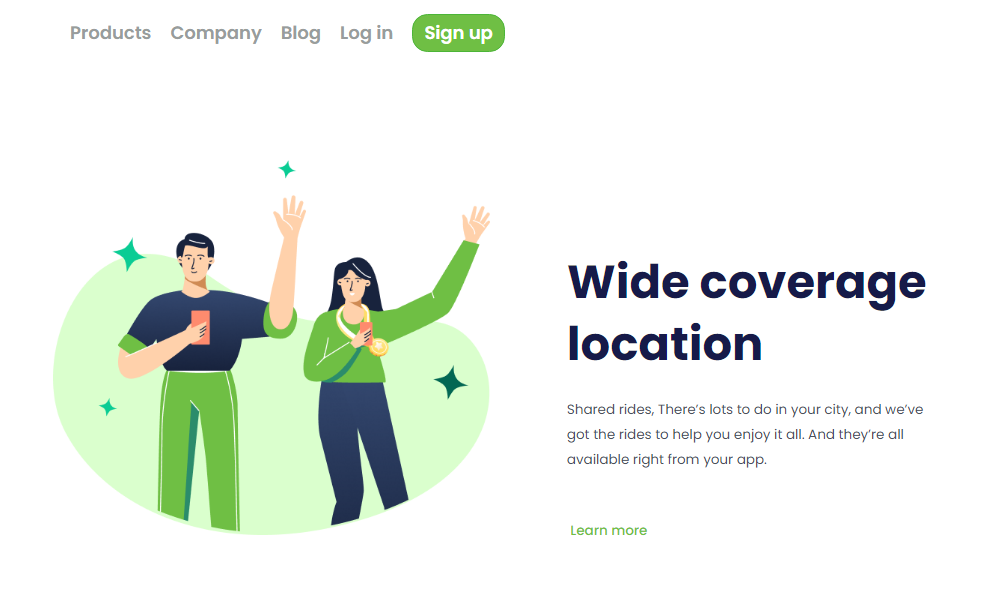 Products Company Blog Log in Sign up
Wide coverage
location
Shared rides, There’s lots to do in your city, and we’ve
got the rides to help you enjoy it all. And they’re all
available right from your app.
Learn more